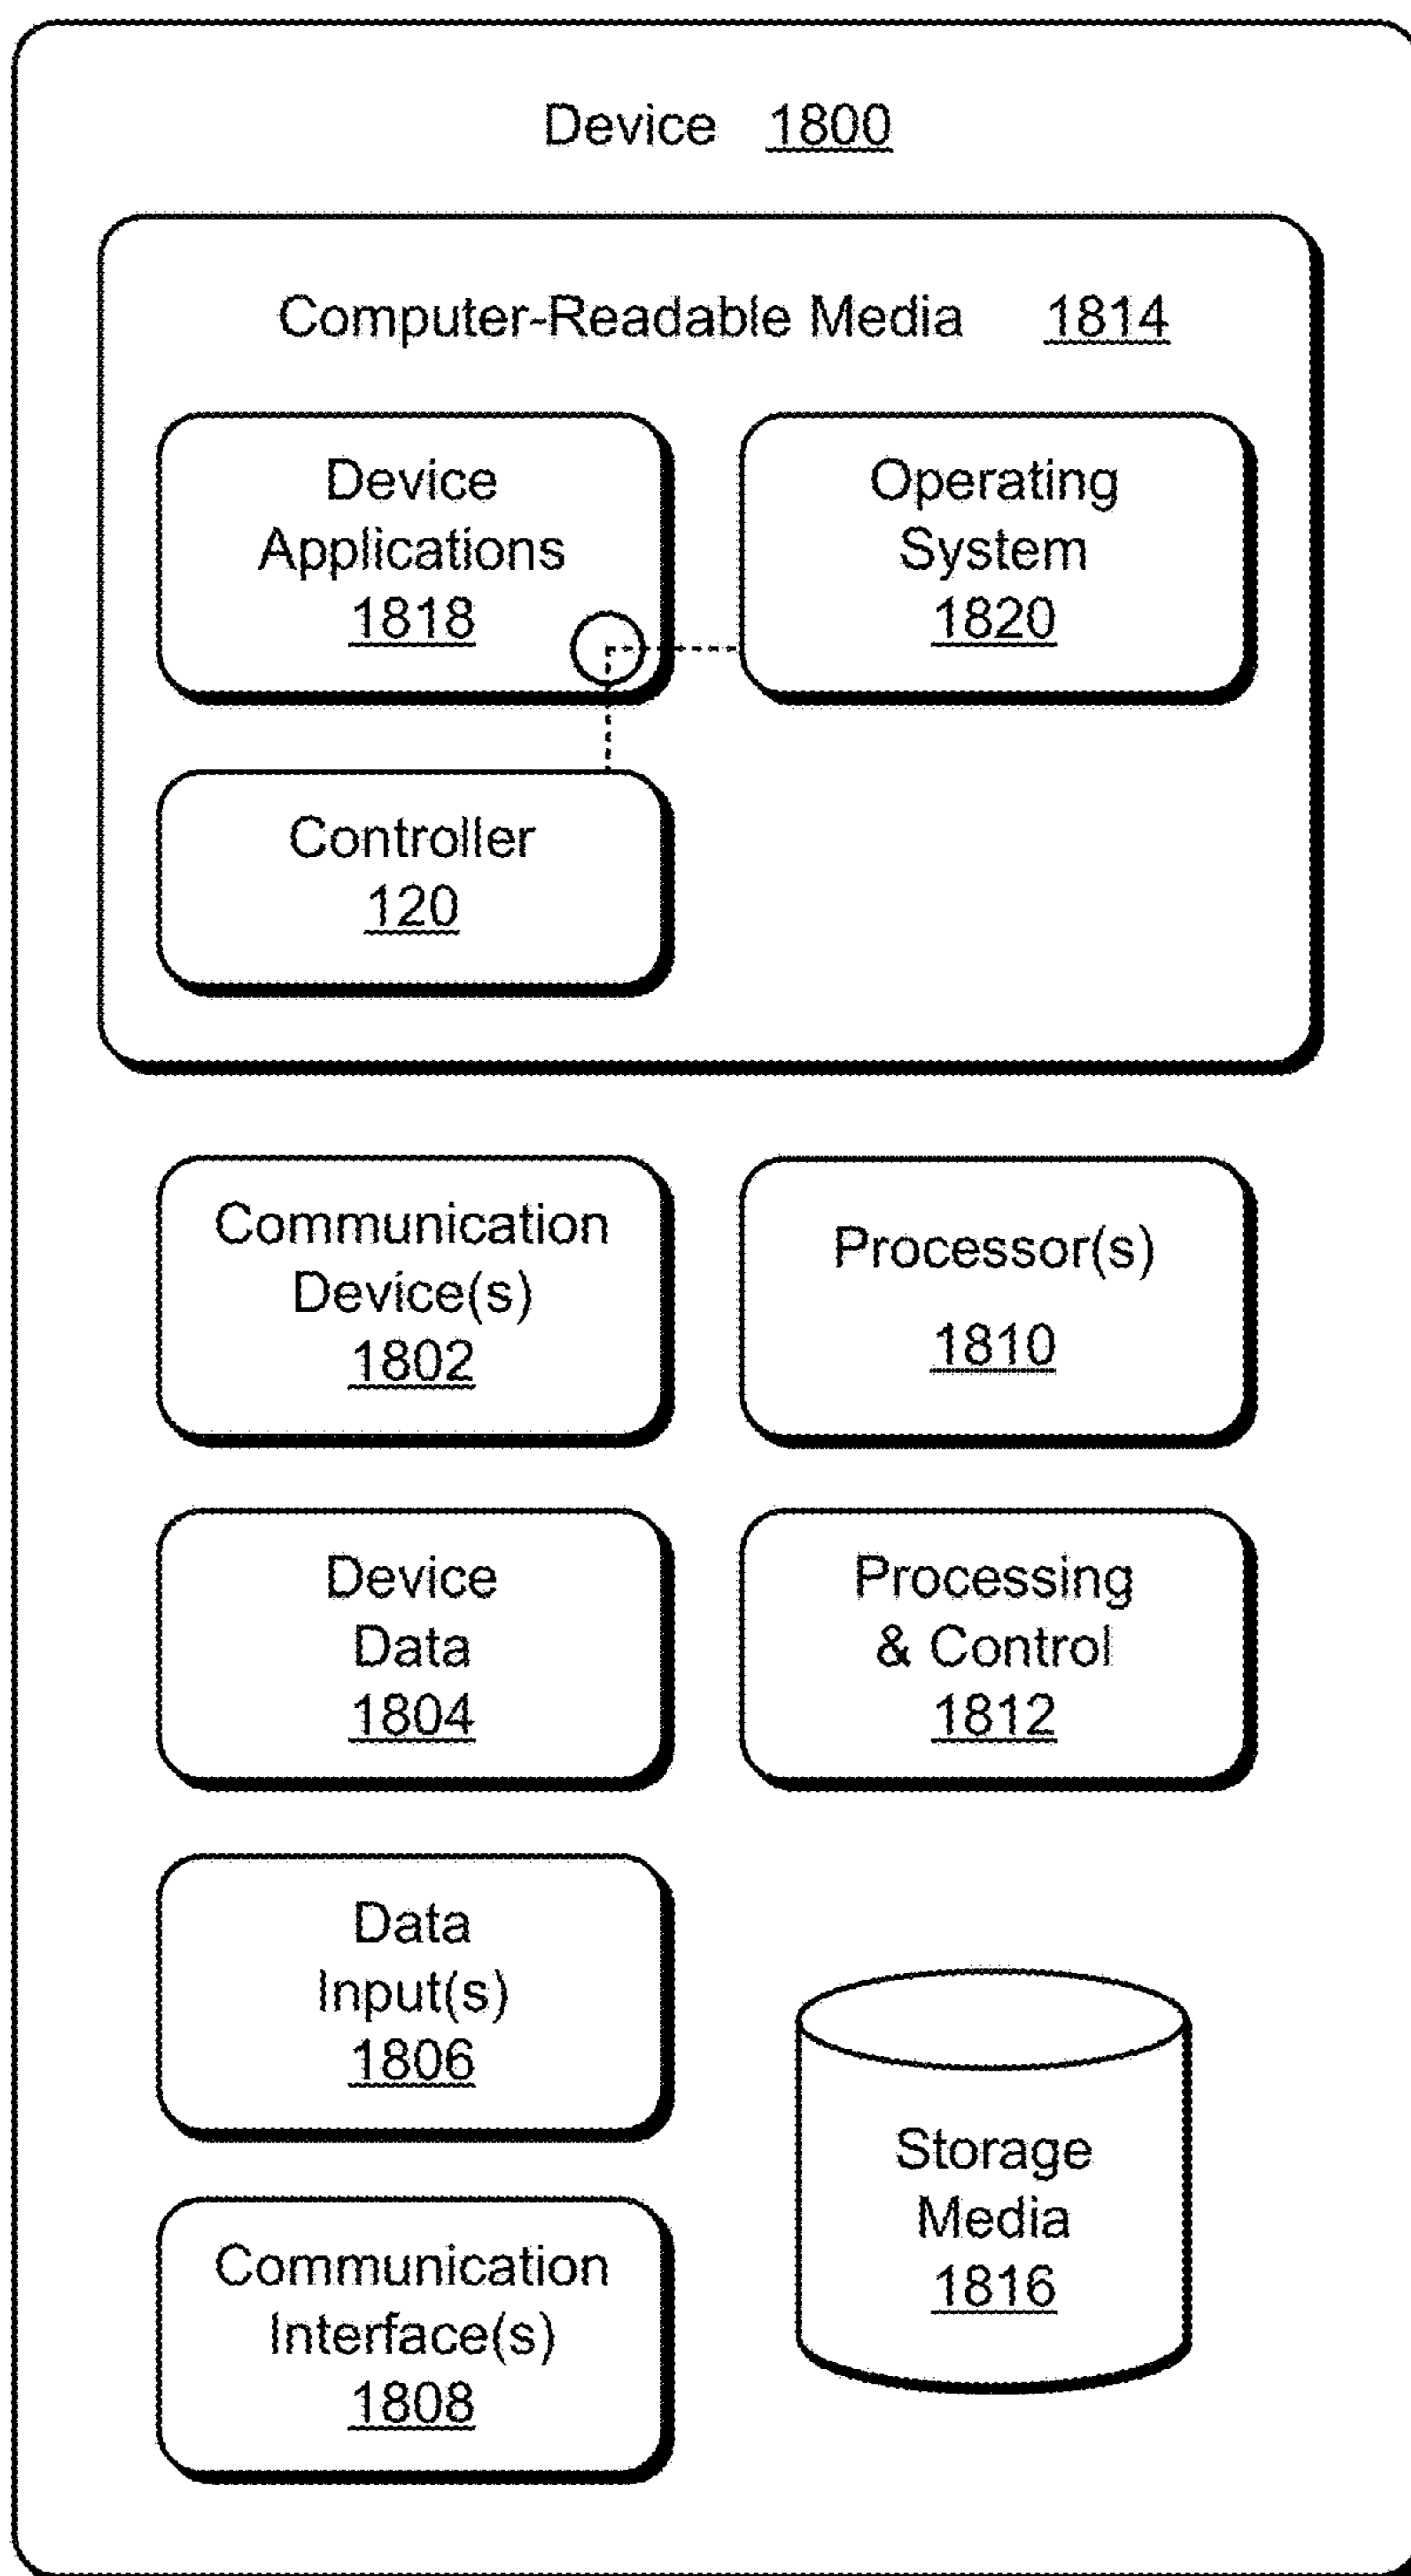 Device 1800
Computer-Readable Media 1814
Device
Applications
1818
Operating
System
1820
Controller
120
Communication
Device(s)
1802
Processor(s)
1810
Device
Data
1804
Processing
& Control
1812
Data
Input(s)
1806
Storage
Media
1816
Communication
Interface(s)
1808